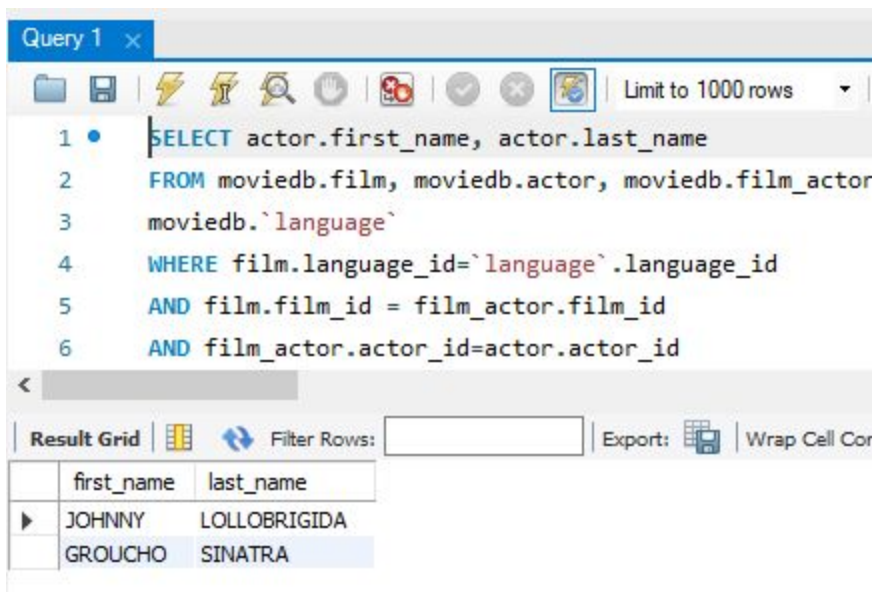 Query 1
Limit to 1000 rows
1 SELECT actor.first_name, actor.last_name
2 FROM moviedb.film, moviedb.actor, moviedb.film_actor
3 moviedb.`language`
4 WHERE film.language_id=`language`.language_id
5 AND film.film_id = film_actor.film_id
6 AND film_actor.actor_id=actor.actor_id
Result Grid Filter Rows: Export: Wrap Cell Cor
first_name last_name
JOHNNY LOLLOBRIGIDA
GROUCHO SINATRA